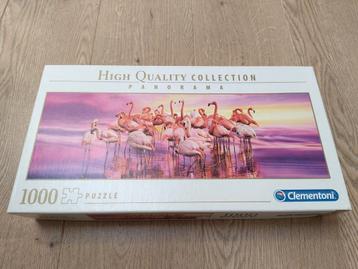 HIGH QUALITY COLLECTION
PANORAMA
1000 PUZZLE
Clementoni